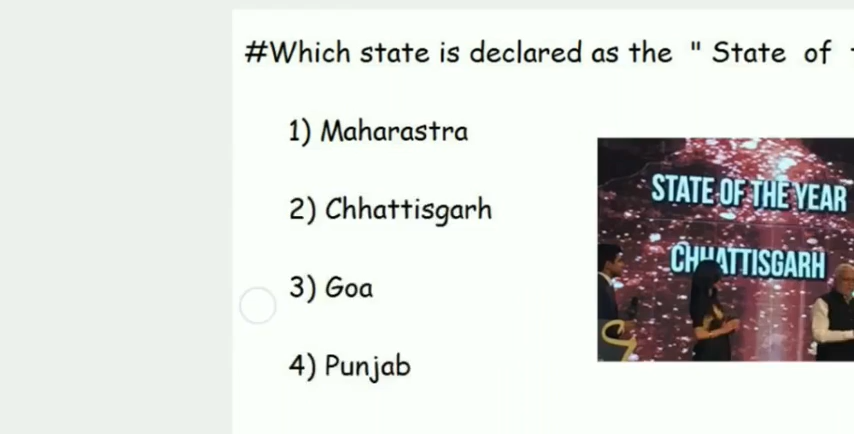 #Which state is declared as the " State of
1) Maharastra
STATE OF THE YEAR
2) Chhattisgarh
CHHATTISGARH
3) Goa
4) Punjab